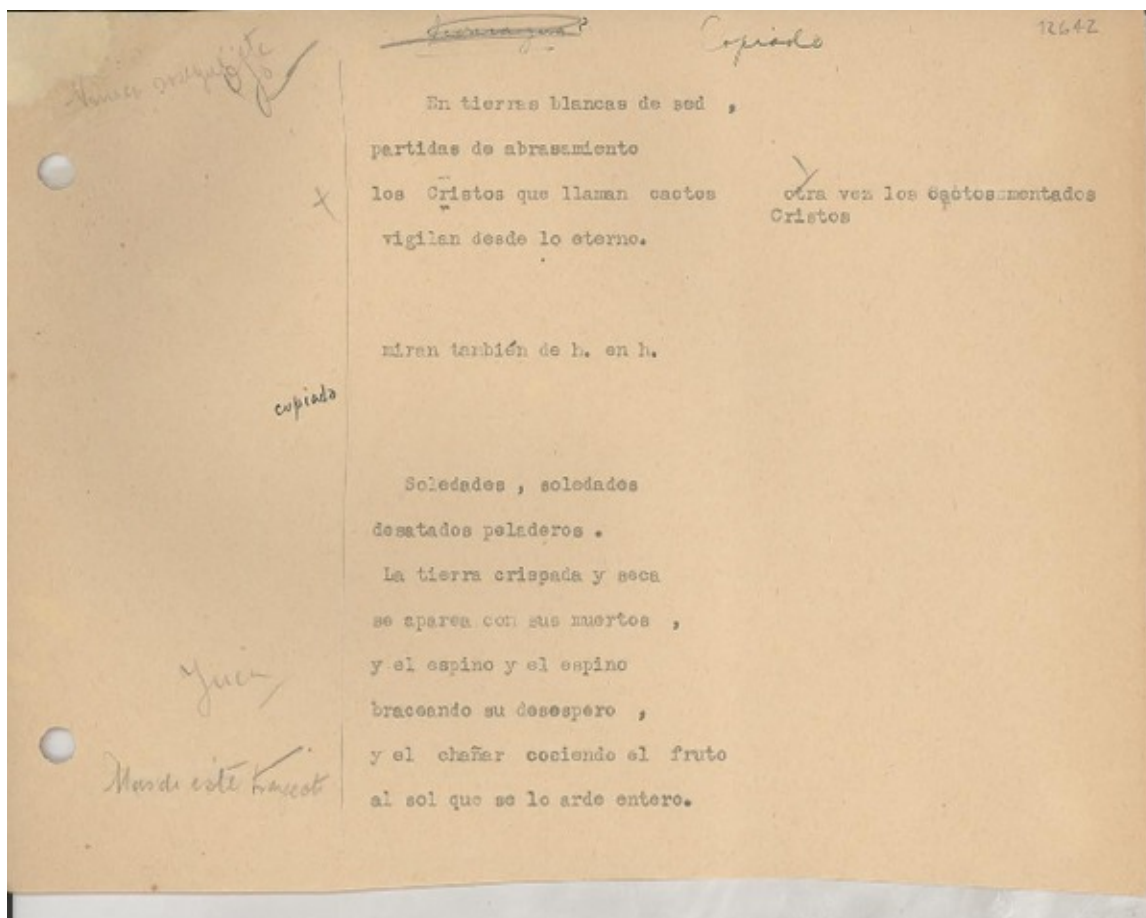 Copiado
12642
En tierras blancas de sed ,
partidas de abrasamiento
los Cristos que llaman cactos
otra vez los cactos mentados
Cristos
vigilan desde lo eterno.
miran también de h. en h.
copiado
Soledades , soledades
desatados peladeros .
La tierra crispada y seca
se aparea con sus muertos ,
y el espino y el espino
braceando su desespero ,
y el chañar cociendo el fruto
al sol que se lo arde entero.